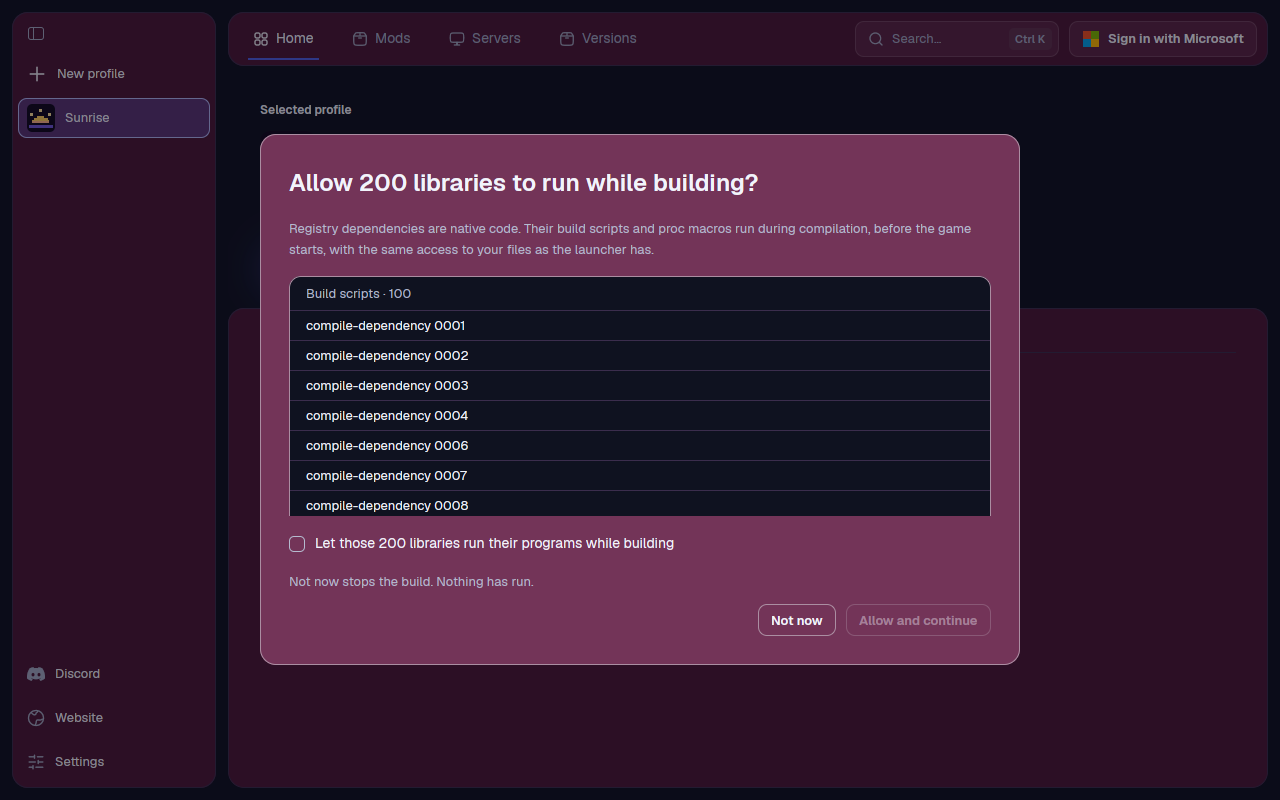 New profile
Sunrise
Discord
Website
Settings
Home
Mods
Servers
Versions
Search...
Ctrl K
Sign in with Microsoft
Selected profile
Allow 200 libraries to run while building?
Registry dependencies are native code. Their build scripts and proc macros run during compilation, before the game
starts, with the same access to your files as the launcher has.
Build scripts · 100
compile-dependency 0001
compile-dependency 0002
compile-dependency 0003
compile-dependency 0004
compile-dependency 0006
compile-dependency 0007
compile-dependency 0008
Let those 200 libraries run their programs while building
Not now stops the build. Nothing has run.
Not now
Allow and continue